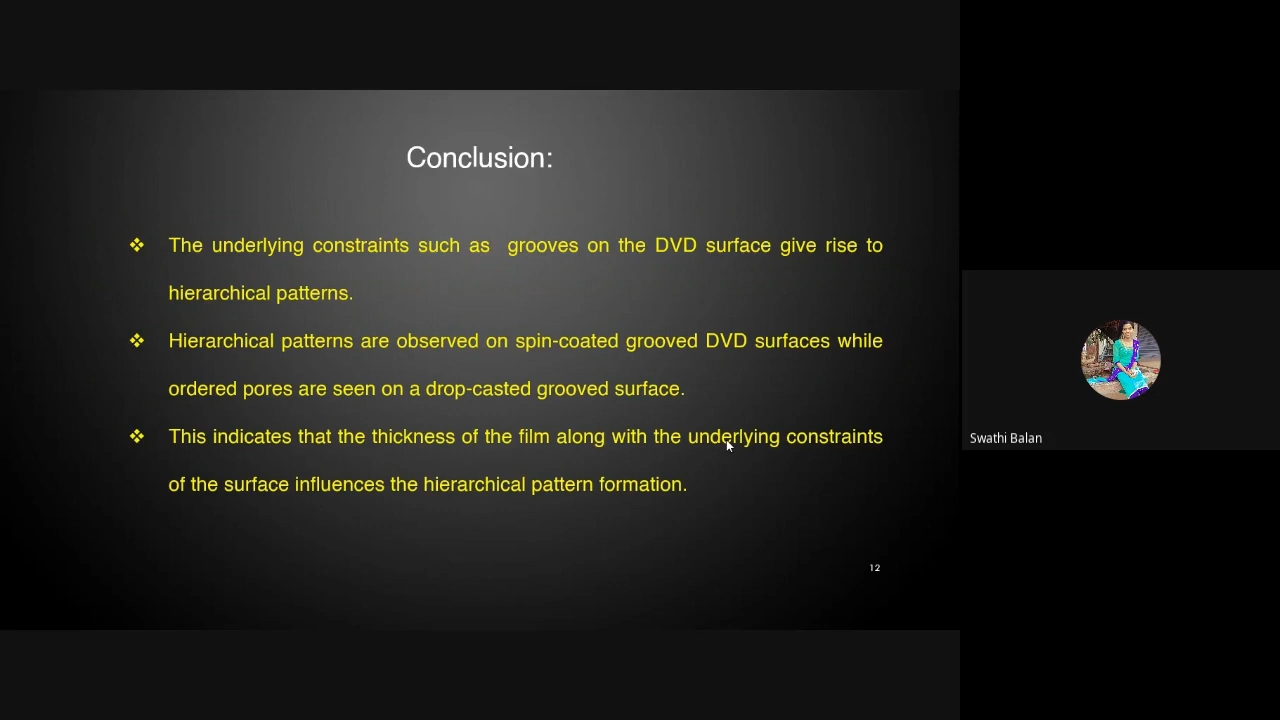 Conclusion:
❖ The underlying constraints such as grooves on the DVD surface give rise to
hierarchical patterns.
❖ Hierarchical patterns are observed on spin-coated grooved DVD surfaces while
ordered pores are seen on a drop-casted grooved surface.
❖ This indicates that the thickness of the film along with the underlying constraints
of the surface influences the hierarchical pattern formation.
12
Swathi Balan